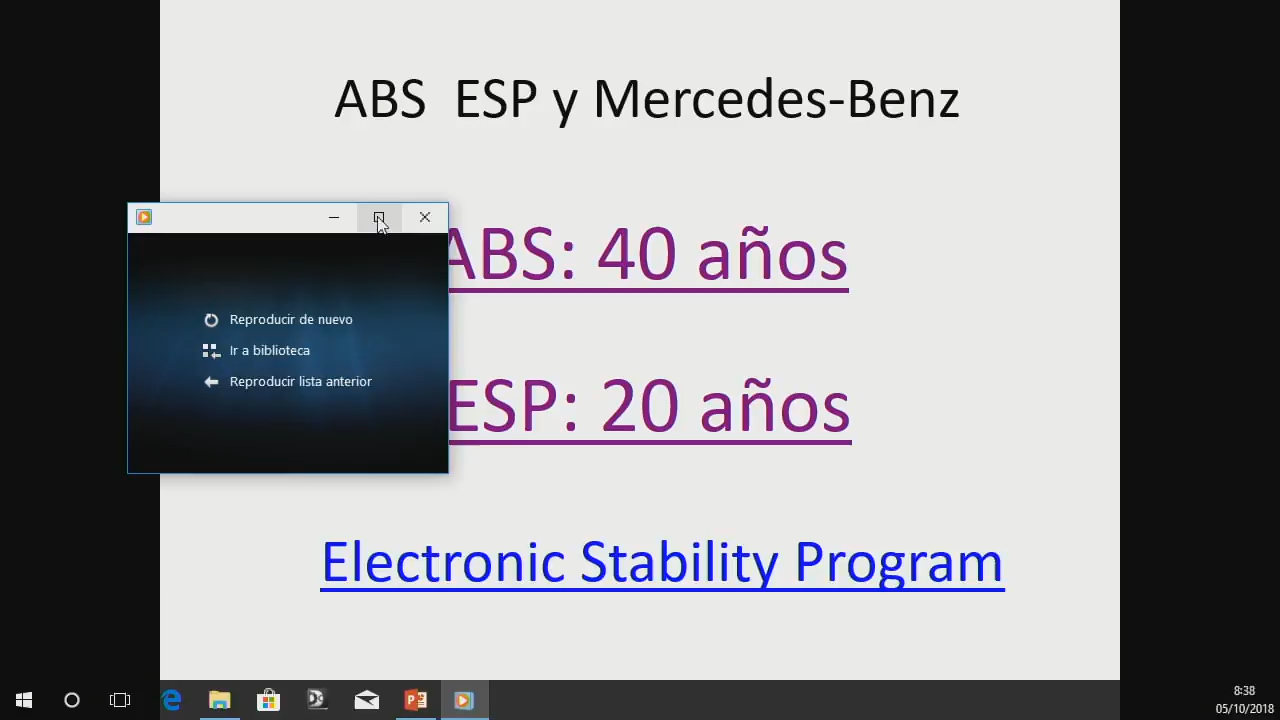 ABS ESP y Mercedes-Benz
ABS: 40 años
Reproducir de nuevo
Ir a biblioteca
Reproducir lista anterior
ESP: 20 años
Electronic Stability Program
8:38
05/10/2018